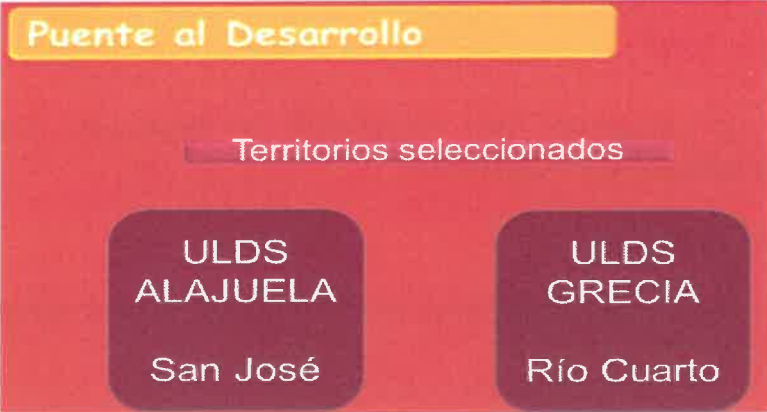 Puente al Desarrollo
Territorios seleccionados
ULDS
ALAJUELA
San José
ULDS
GRECIA
Río Cuarto